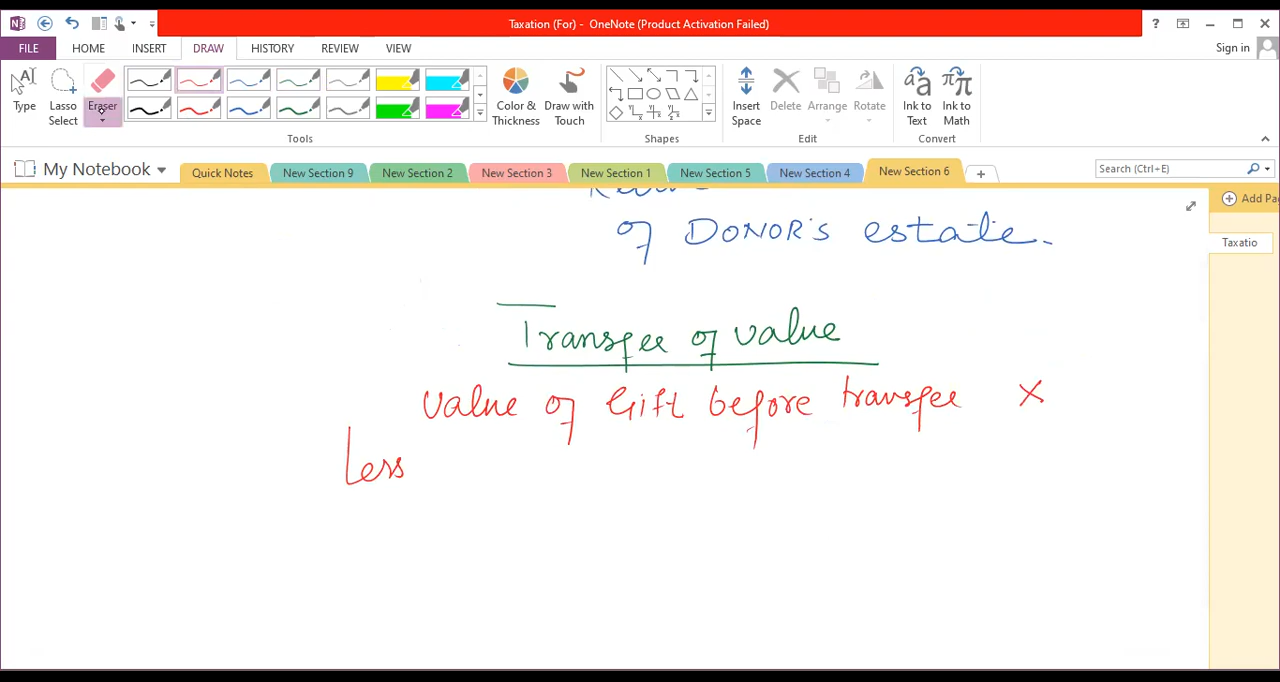 Taxation (For) - OneNote (Product Activation Failed)
FILE HOME INSERT DRAW HISTORY REVIEW VIEW
Sign in
Type
Lasso Select
Eraser
Color & Thickness
Draw with Touch
Insert Space
Delete
Arrange
Rotate
Ink to Text
Ink to Math
Tools
Shapes
Edit
Convert
My Notebook
Quick Notes
New Section 9
New Section 2
New Section 3
New Section 1
New Section 5
New Section 4
New Section 6
Search (Ctrl+E)
Add Pa
Taxatio
of DONOR'S estate.
Transfer of value
Value of Gift before transfer X
Less